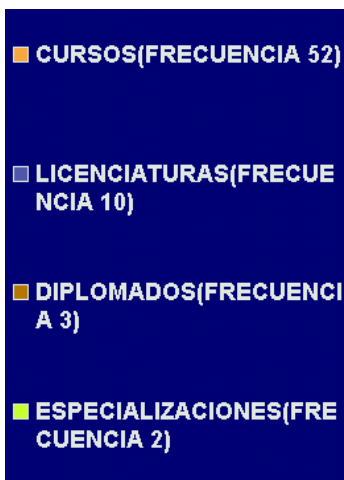 CURSOS(FRECUENCIA 52)
LICENCIATURAS(FRECUE
NCIA 10)
DIPLOMADOS(FRECUENCI
A 3)
ESPECIALIZACIONES(FRE
CUENCIA 2)